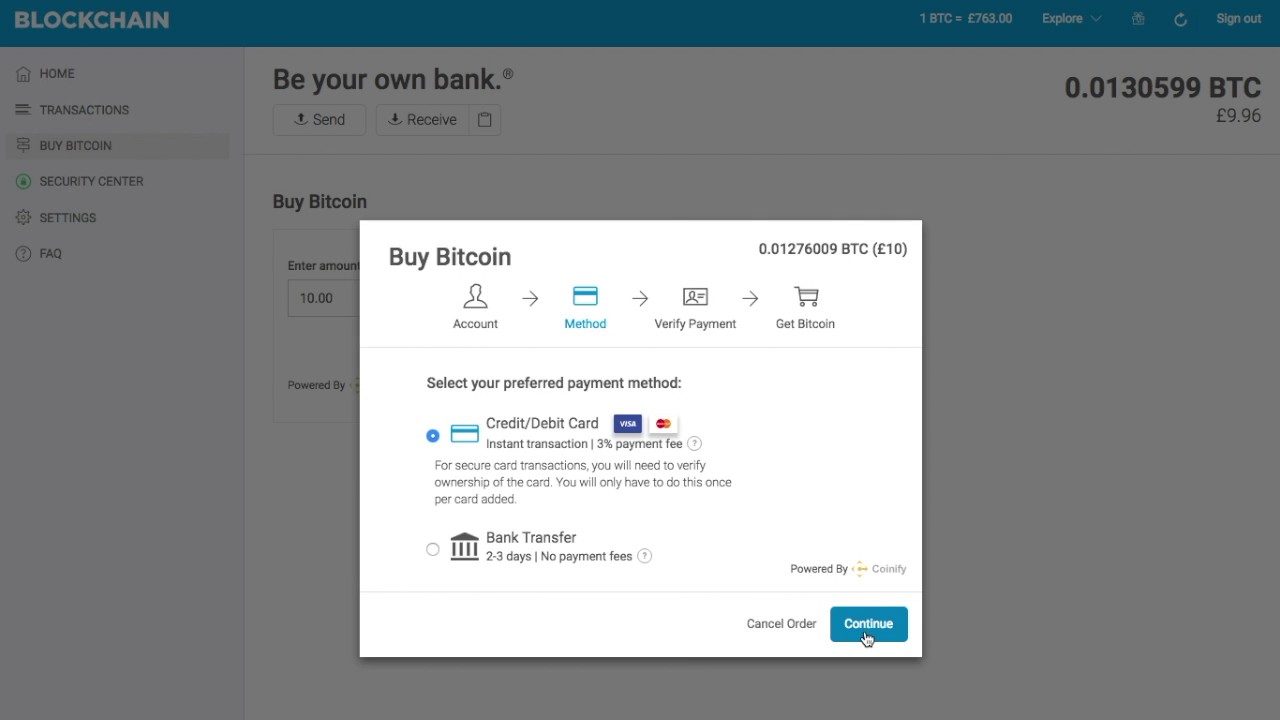 BLOCKCHAIN
1 BTC = £763.00
Explore
Sign out
HOME
TRANSACTIONS
BUY BITCOIN
SECURITY CENTER
SETTINGS
FAQ
Be your own bank.®
0.0130599 BTC
£9.96
Send
Receive
Buy Bitcoin
Enter amount
10.00
Powered By
Buy Bitcoin
0.01276009 BTC (£10)
Account
Method
Verify Payment
Get Bitcoin
Select your preferred payment method:
Credit/Debit Card VISA
Instant transaction | 3% payment fee ?
For secure card transactions, you will need to verify
ownership of the card. You will only have to do this once
per card added.
Bank Transfer
2-3 days | No payment fees ?
Powered By Coinify
Cancel Order
Continue